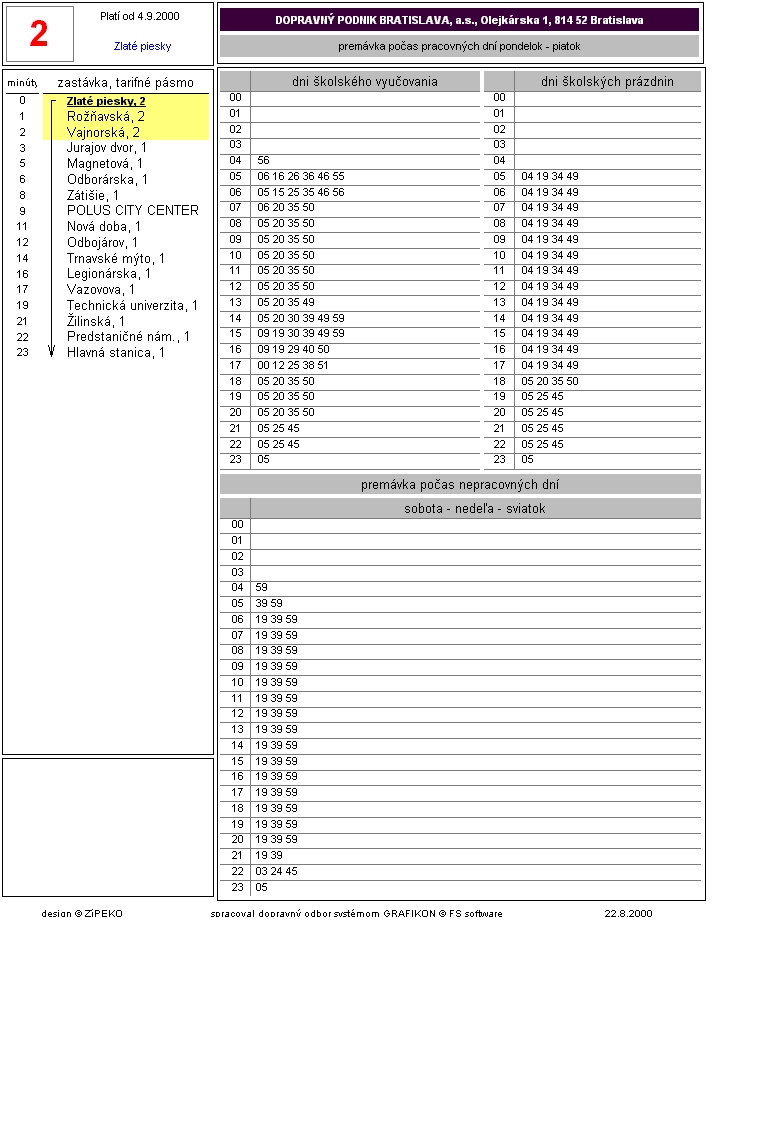 2
Platí od 4.9.2000
Zlaté piesky
DOPRAVNÝ PODNIK BRATISLAVA, a.s., Olejkárska 1, 814 52 Bratislava
premávka počas pracovných dní pondelok - piatok
minúty zastávka, tarifné pásmo
0 Zlaté piesky, 2
1 Rožňavská, 2
2 Vajnorská, 2
3 Jurajov dvor, 1
5 Magnetová, 1
6 Odborárska, 1
8 Zátišie, 1
9 POLUS CITY CENTER
11 Nová doba, 1
12 Odbojárov, 1
14 Trnavské mýto, 1
16 Legionárska, 1
17 Vazovova, 1
19 Technická univerzita, 1
21 Žilinská, 1
22 Predstaničné nám., 1
23 Hlavná stanica, 1
dni školského vyučovania
00
01
02
03
04 56
05 06 16 26 36 46 55
06 05 15 25 35 46 56
07 06 20 35 50
08 05 20 35 50
09 05 20 35 50
10 05 20 35 50
11 05 20 35 50
12 05 20 35 50
13 05 20 35 49
14 05 20 30 39 49 59
15 09 19 30 39 49 59
16 09 19 29 40 50
17 00 12 25 38 51
18 05 20 35 50
19 05 20 35 50
20 05 20 35 50
21 05 25 45
22 05 25 45
23 05
dni školských prázdnin
00
01
02
03
04
05 04 19 34 49
06 04 19 34 49
07 04 19 34 49
08 04 19 34 49
09 04 19 34 49
10 04 19 34 49
11 04 19 34 49
12 04 19 34 49
13 04 19 34 49
14 04 19 34 49
15 04 19 34 49
16 04 19 34 49
17 04 19 34 49
18 05 20 35 50
19 05 25 45
20 05 25 45
21 05 25 45
22 05 25 45
23 05
premávka počas nepracovných dní
sobota - nedeľa - sviatok
00
01
02
03
04 59
05 39 59
06 19 39 59
07 19 39 59
08 19 39 59
09 19 39 59
10 19 39 59
11 19 39 59
12 19 39 59
13 19 39 59
14 19 39 59
15 19 39 59
16 19 39 59
17 19 39 59
18 19 39 59
19 19 39 59
20 19 39 59
21 19 39
22 03 24 45
23 05
design © ZiPEKO spracoval dopravný odbor systémom GRAFIKON © FS software 22.8.2000